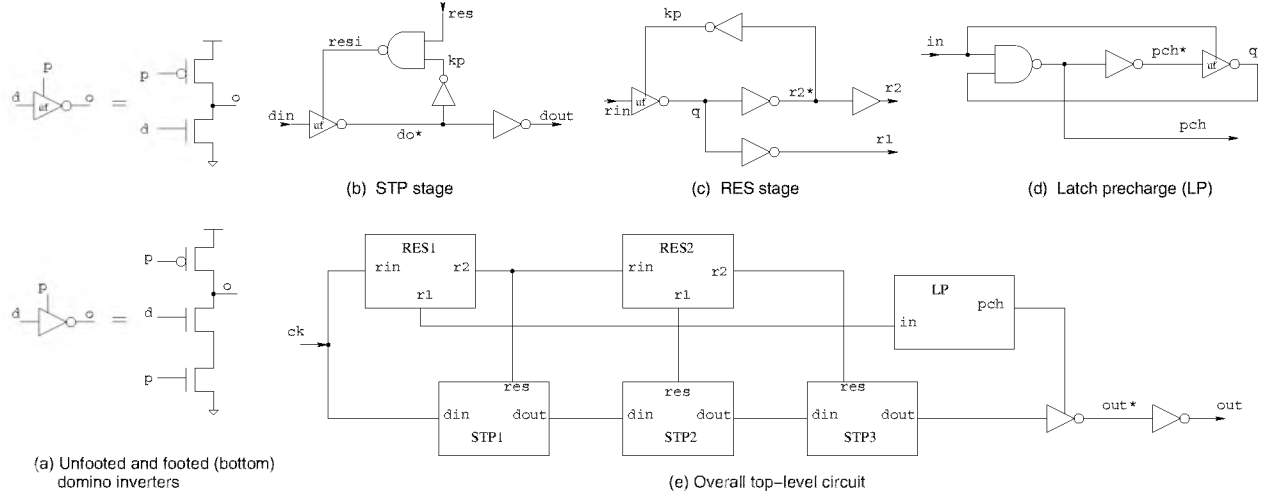 p
d
uf
o
=
p
d
o
res
resi
kp
din
uf
do*
dout
(b) STP stage
kp
rin
uf
q
r2*
r2
r1
(c) RES stage
in
pch*
uf
q
pch
(d) Latch precharge (LP)
p
d
o
=
p
d
p
o
(a) Unfooted and footed (bottom)
domino inverters
ck
RES1
rin
r2
r1
RES2
rin
r2
r1
LP
pch
in
res
din
dout
STP1
res
din
dout
STP2
res
din
dout
STP3
out*
out
(e) Overall top-level circuit